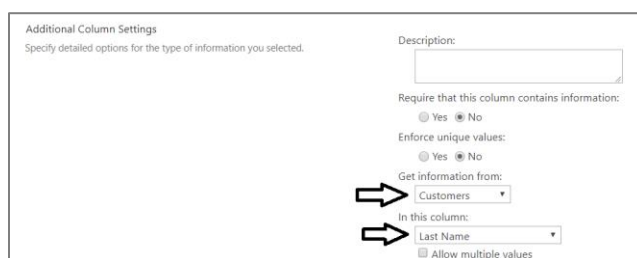 Additional Column Settings
Specify detailed options for the type of information you selected.
Description:
Require that this column contains information:
Yes No
Enforce unique values:
Yes No
Get information from:
Customers
In this column:
Last Name
Allow multiple values